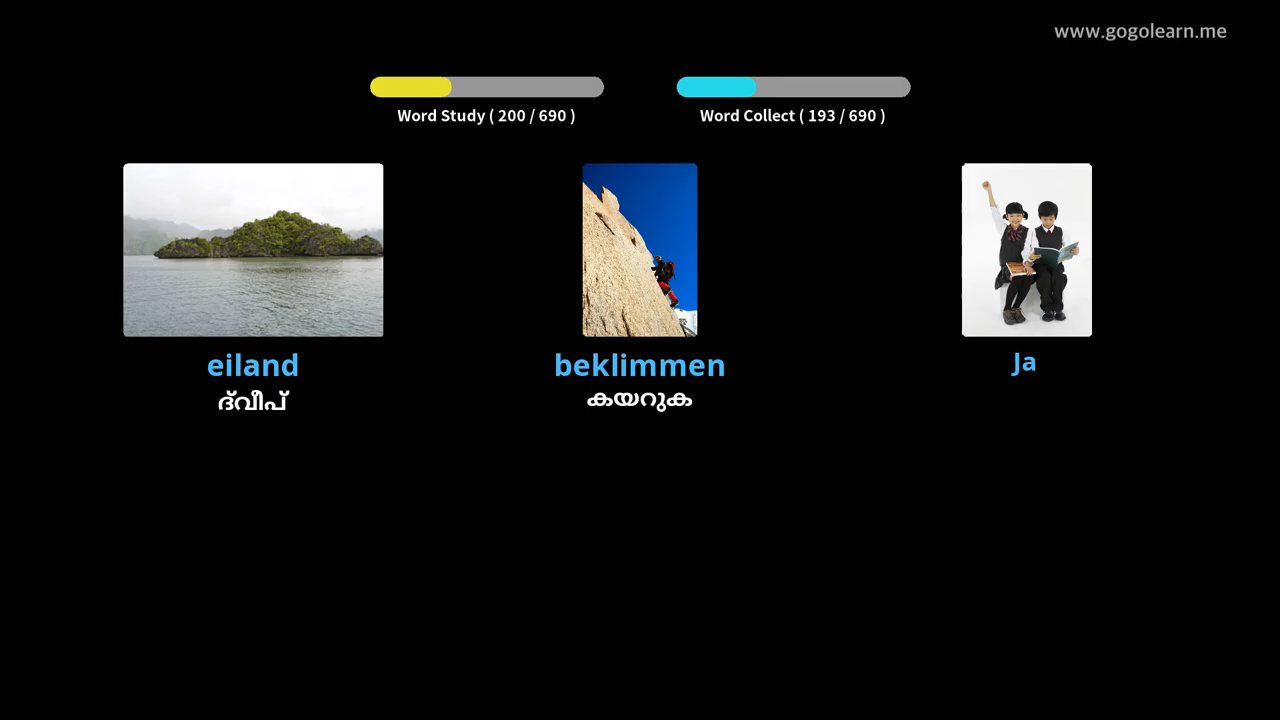 www.gogolearn.me
Word Study ( 200 / 690 )
Word Collect ( 193 / 690 )
eiland
ദ്വീപ്
beklimmen
കയറുക
Ja